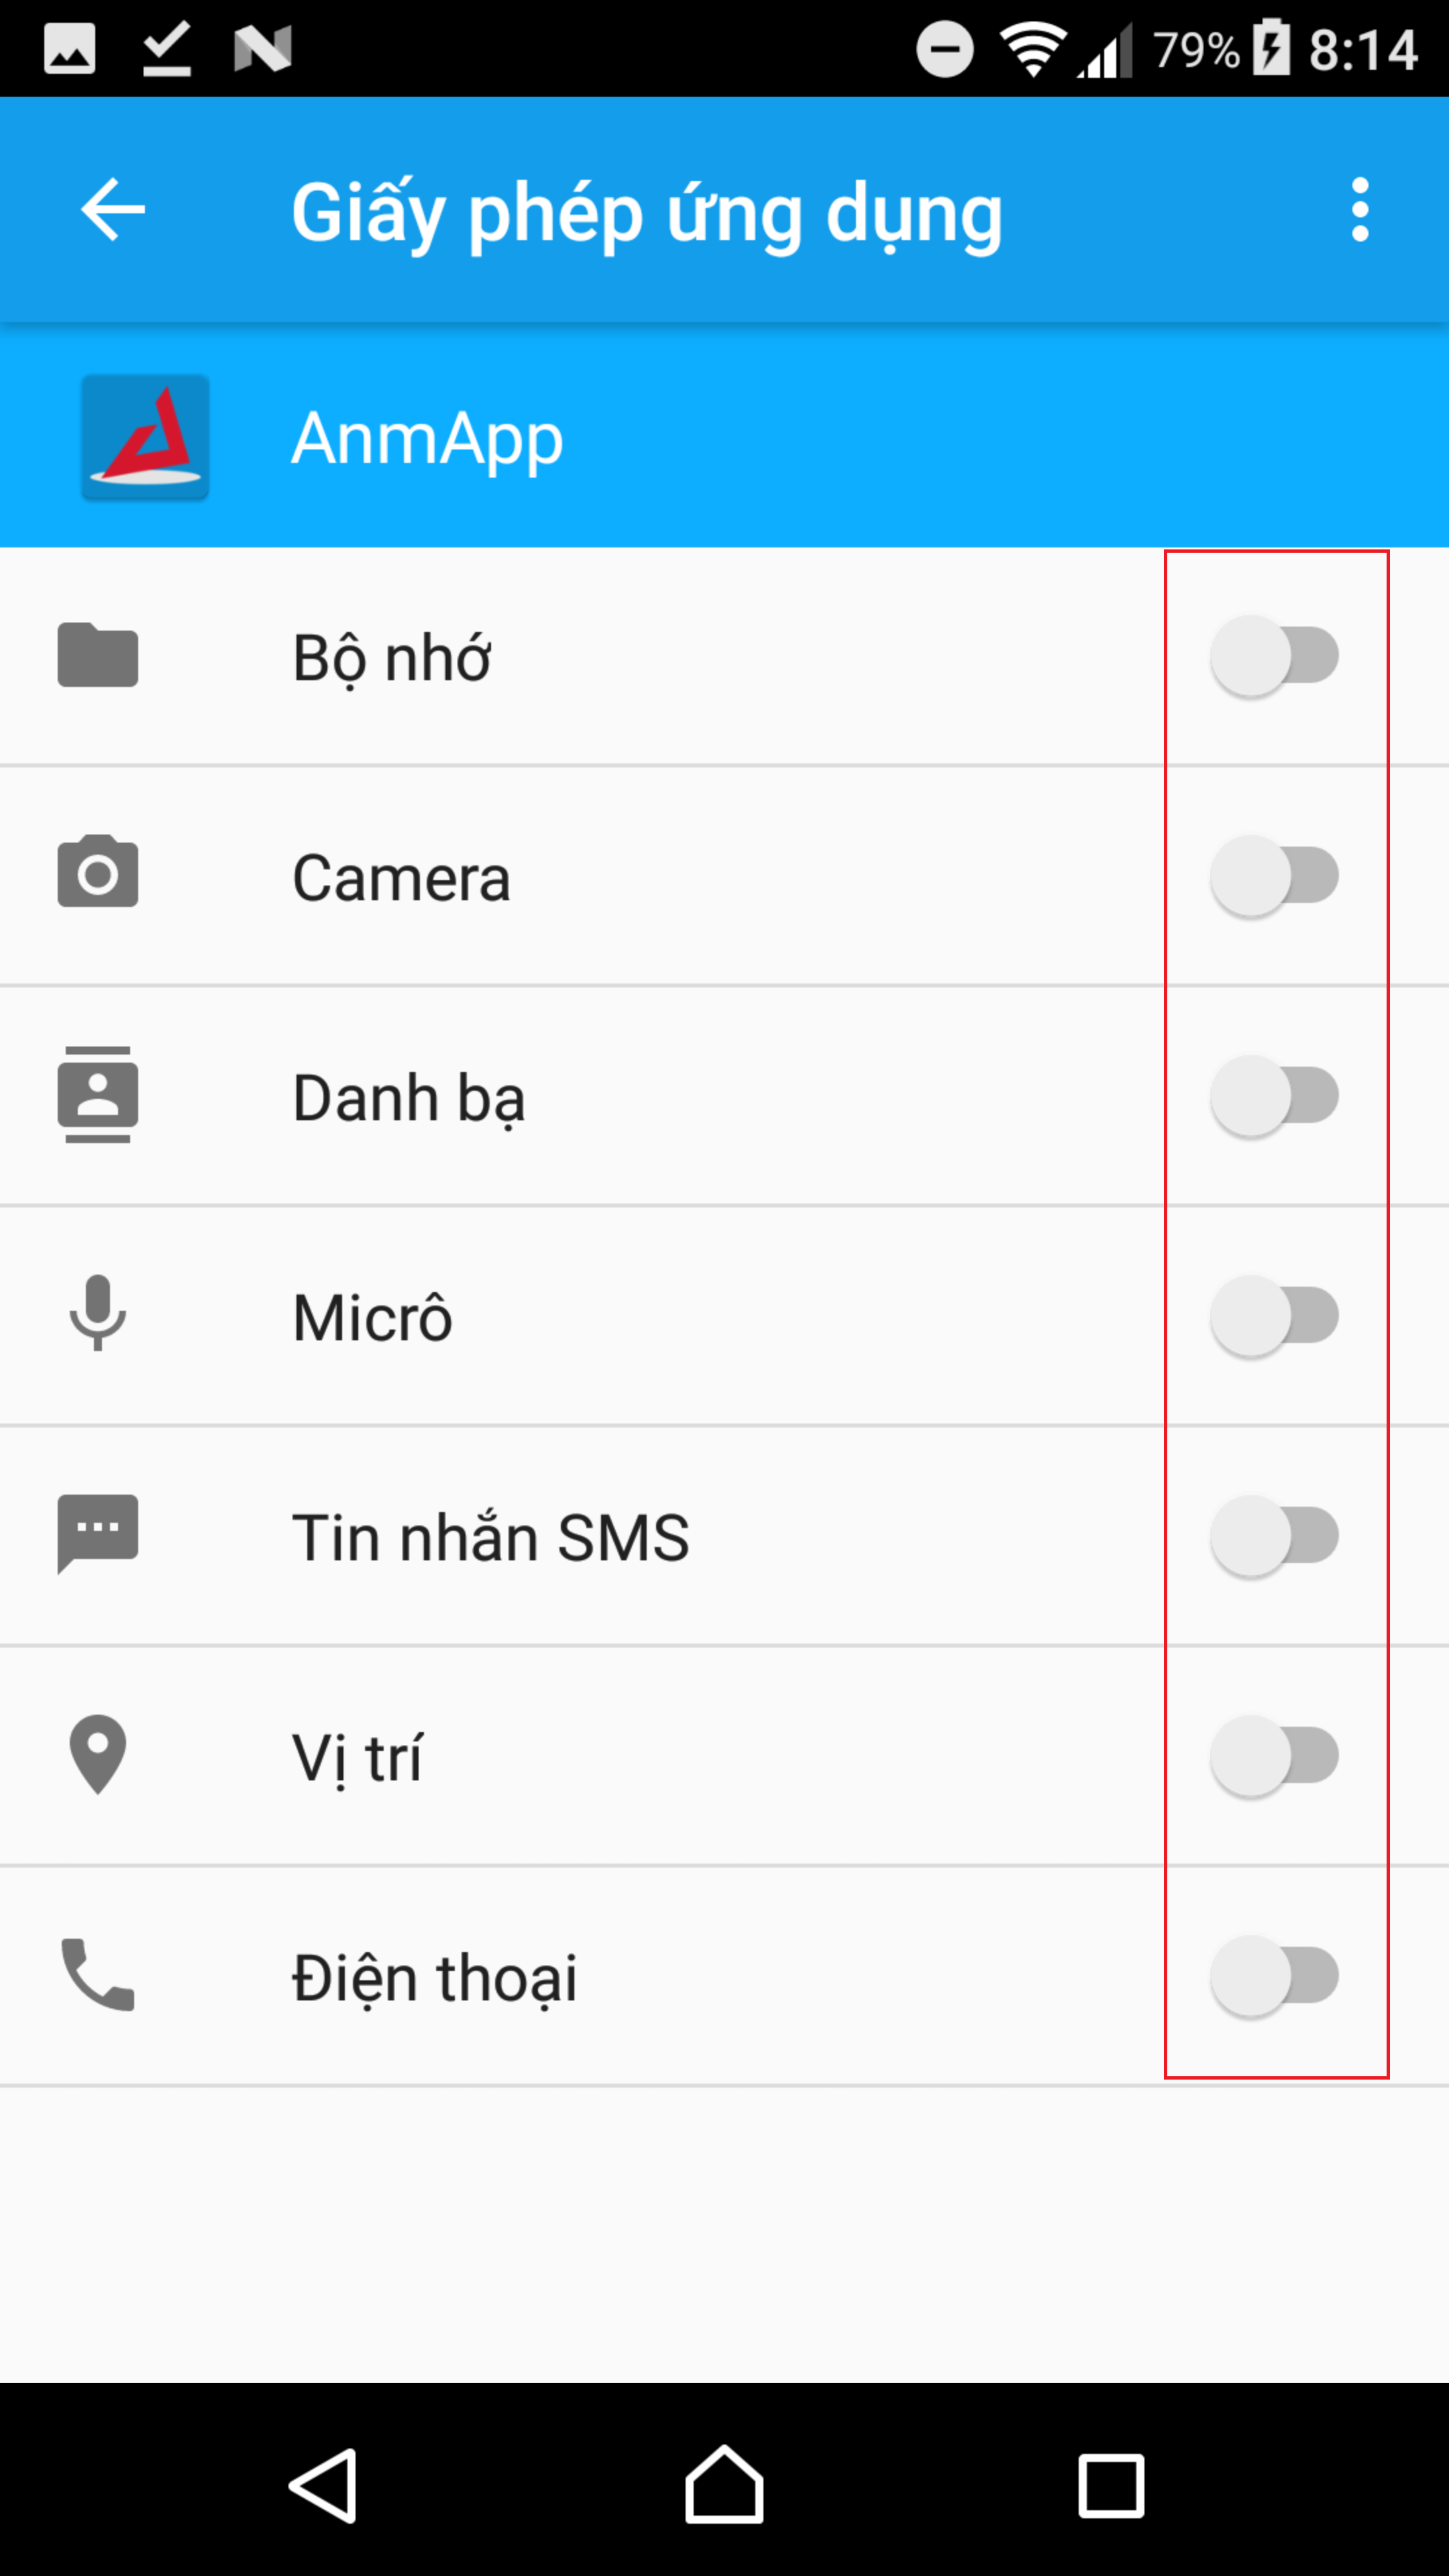 79% 8:14
Giấy phép ứng dụng
AnmApp
Bộ nhớ
Camera
Danh bạ
Micrô
Tin nhắn SMS
Vị trí
Điện thoại